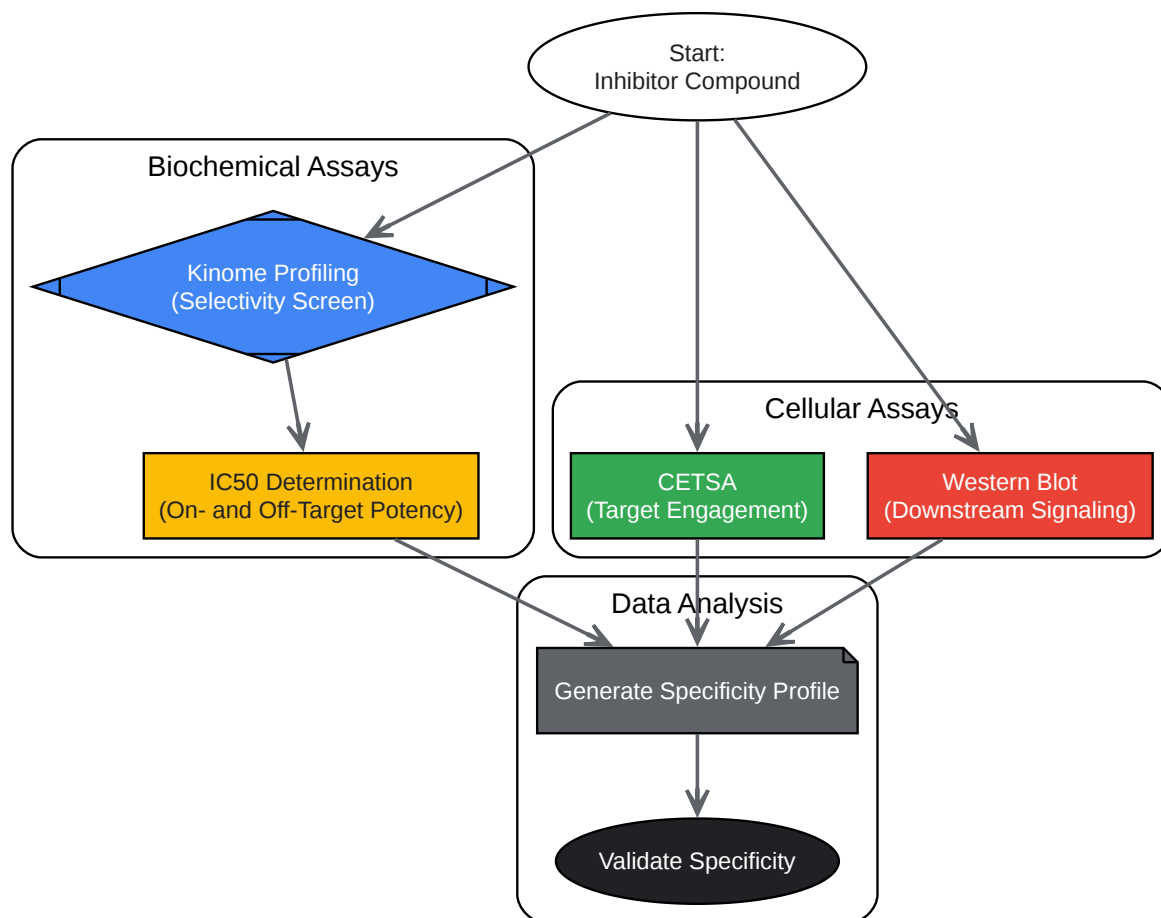 Start:
Inhibitor Compound
Biochemical Assays
Kinome Profiling
(Selectivity Screen)
IC50 Determination
(On- and Off-Target Potency)
Cellular Assays
CETSA
(Target Engagement)
Western Blot
(Downstream Signaling)
Data Analysis
Generate Specificity Profile
Validate Specificity